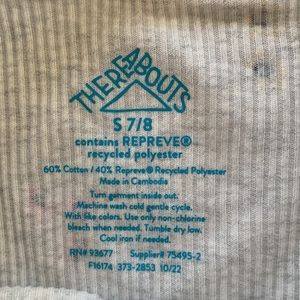 THEREABOUTS
S 7/8
contains REPREVE®
recycled polyester
60% Cotton / 40% Repreve® Recycled Polyester
Made in Cambodia
Turn garment inside out.
Machine wash cold gentle cycle.
With like colors. Use only non-chlorine
bleach when needed. Tumble dry low.
Cool iron if needed.
RN# 93677 Supplier# 75495-2
F16174 373-2853 10/22